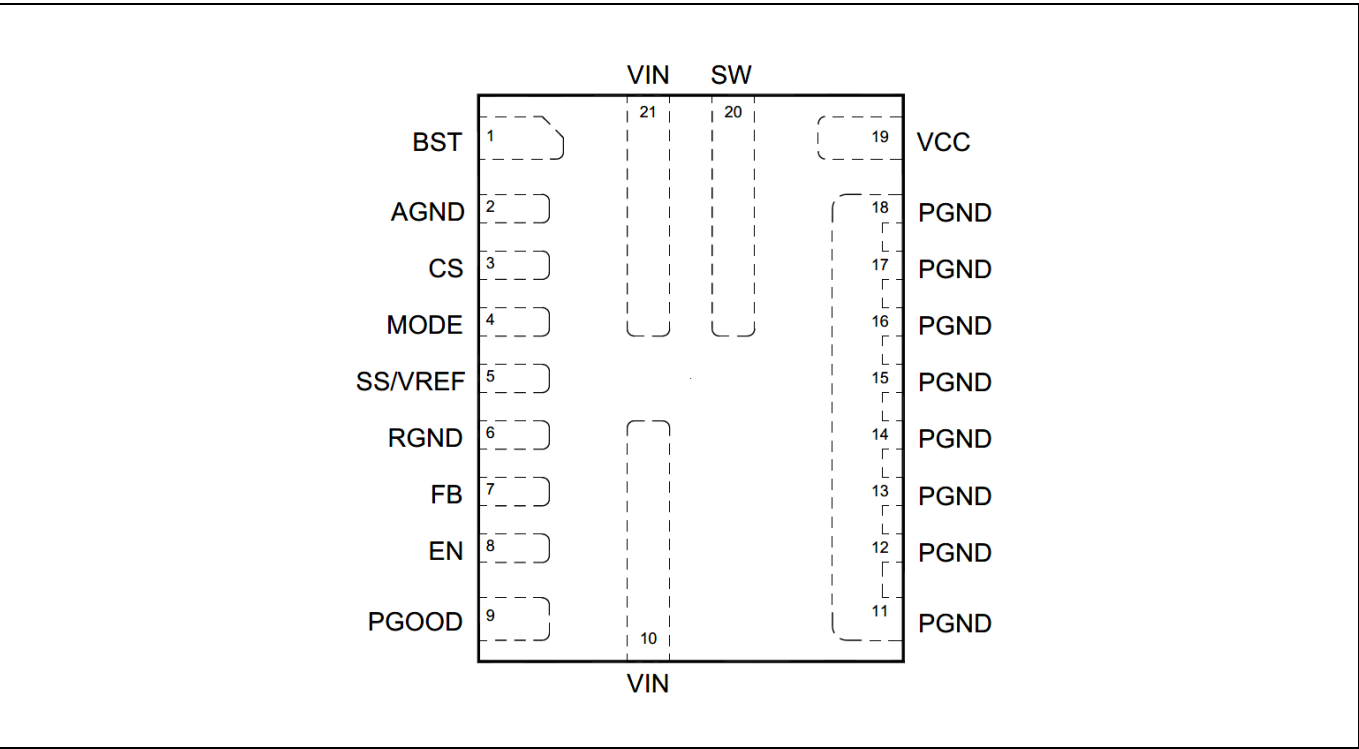 VIN SW
21 20
BST 1 19 VCC
AGND 2 18 PGND
CS 3 17 PGND
MODE 4 16 PGND
SS/VREF 5 15 PGND
RGND 6 14 PGND
FB 7 13 PGND
EN 8 12 PGND
PGOOD 9 11 PGND
10
VIN